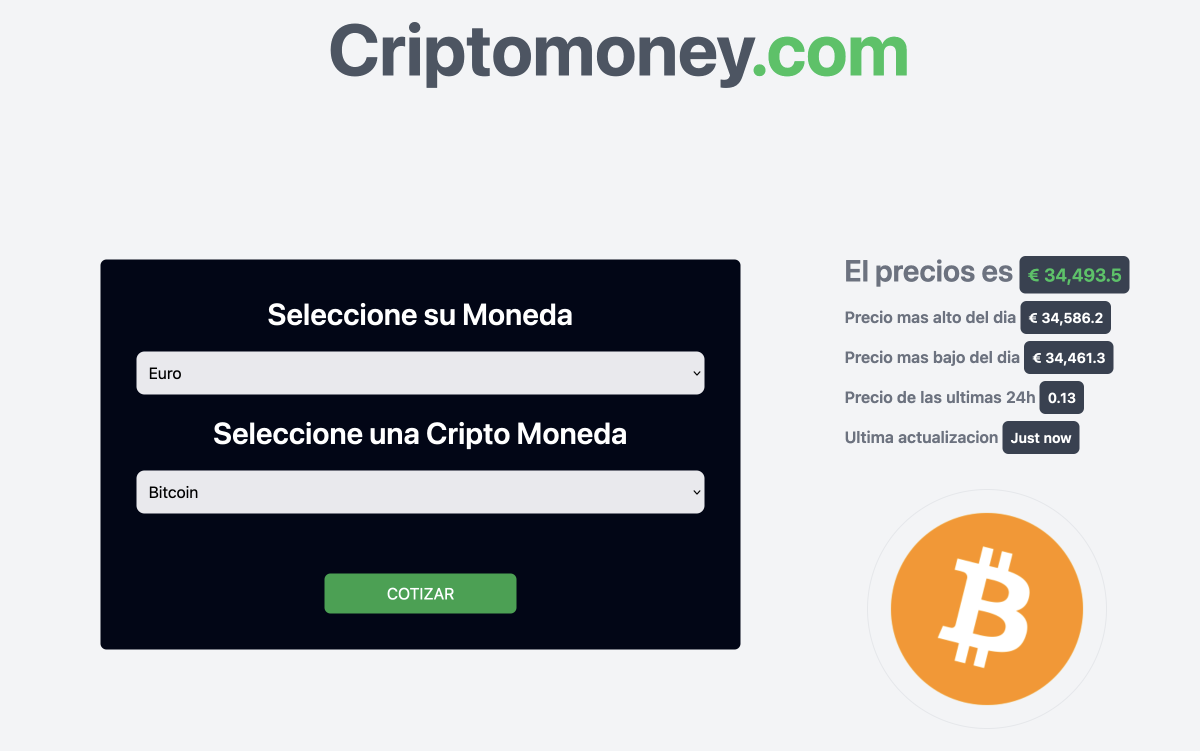 Criptomoney.com
Seleccione su Moneda
Euro
Seleccione una Cripto Moneda
Bitcoin
COTIZAR
El precios es € 34,493.5
Precio mas alto del dia € 34,586.2
Precio mas bajo del dia € 34,461.3
Precio de las ultimas 24h 0.13
Ultima actualizacion Just now